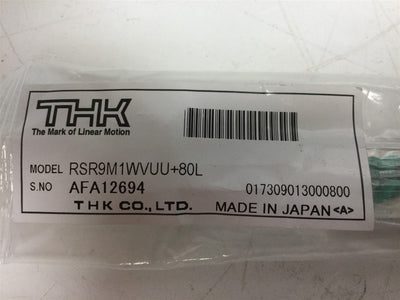 THK
The Mark of Linear Motion
MODEL RSR9M1WVUU+80L
S.NO AFA12694 017309013000800
THK CO., LTD. MADE IN JAPAN <A>